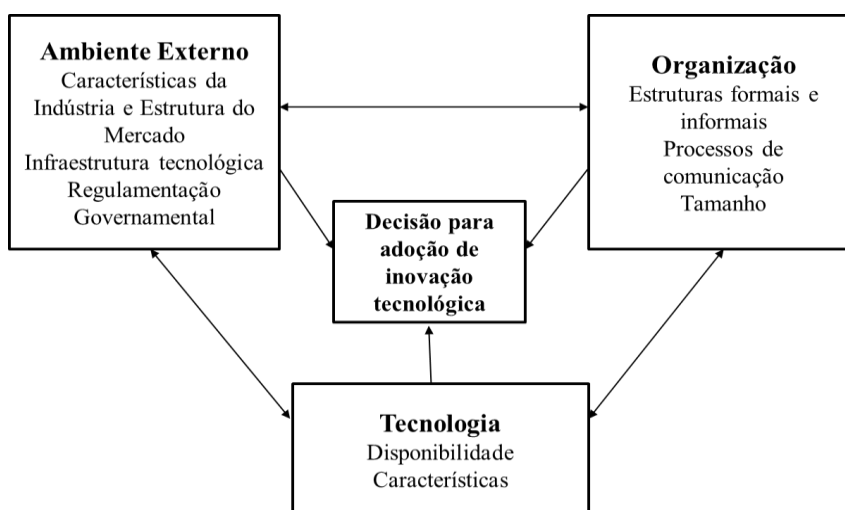 Ambiente Externo
Características da
Indústria e Estrutura do
Mercado
Infraestrutura tecnológica
Regulamentação
Governamental
Organização
Estruturas formais e
informais
Processos de
comunicação
Tamanho
Decisão para
adoção de
inovação
tecnológica
Tecnologia
Disponibilidade
Características